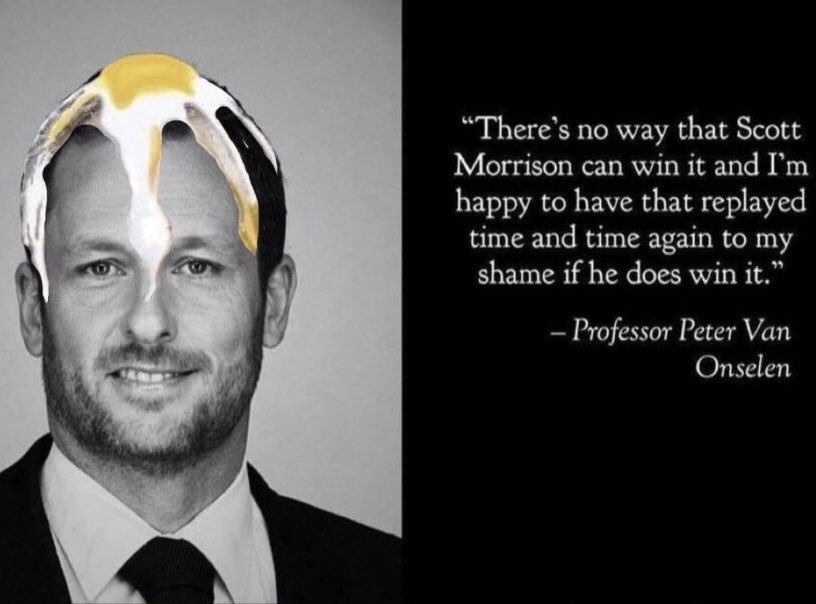 “There’s no way that Scott
Morrison can win it and I’m
happy to have that replayed
time and time again to my
shame if he does win it.”
– Professor Peter Van
Onselen